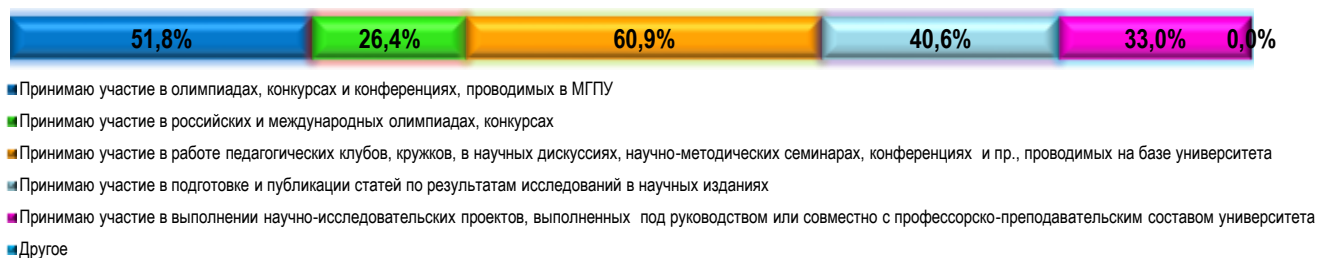 51,8% 26,4% 60,9% 40,6% 33,0% 0,0%
Принимаю участие в олимпиадах, конкурсах и конференциях, проводимых в МГПУ
Принимаю участие в российских и международных олимпиадах, конкурсах
Принимаю участие в работе педагогических клубов, кружков, в научных дискуссиях, научно-методических семинарах, конференциях и пр., проводимых на базе университета
Принимаю участие в подготовке и публикации статей по результатам исследований в научных изданиях
Принимаю участие в выполнении научно-исследовательских проектов, выполненных под руководством или совместно с профессорско-преподавательским составом университета
Другое